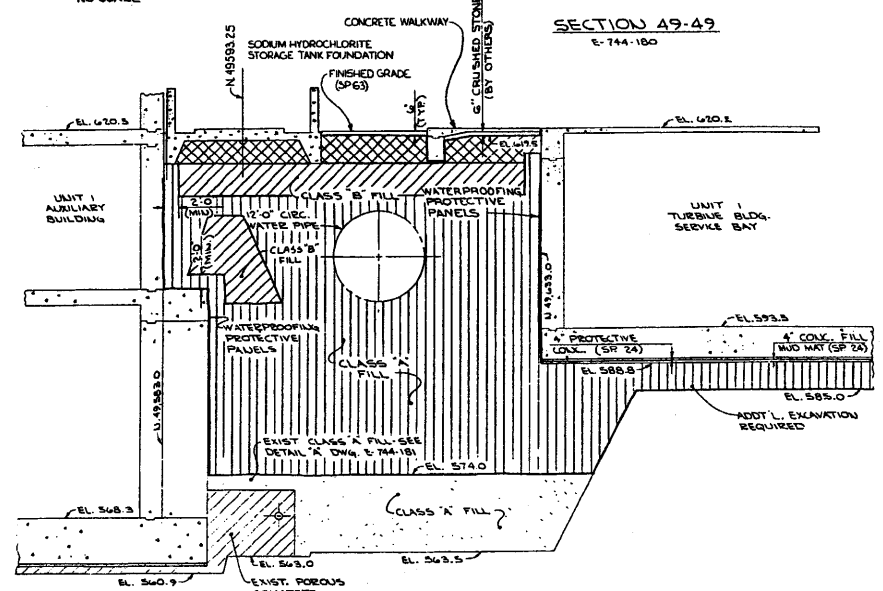 NO SCALE
SECTION 49-49
E-744-180
CONCRETE WALKWAY
6" CRUSHED STONE
(BY OTHERS)
N.49593.25
SODIUM HYDROCHLORITE
STORAGE TANK FOUNDATION
FINISHED GRADE
(SP63)
6"
(TYP.)
EL. 620.5
EL. 620.2
EL. 619.5
UNIT 1
AUXILIARY
BUILDING
CLASS "B" FILL
WATERPROOFING
PROTECTIVE
PANELS
UNIT 1
TURBINE BLDG.
SERVICE BAY
2'-0
(MIN)
12'-0" CIRC.
WATER PIPE
2'-0
(MIN.)
CLASS "B"
FILL
N.49,633.0
EL.593.5
WATERPROOFING
PROTECTIVE
PANELS
4" PROTECTIVE
CONC. (SP. 24)
4" CONC. FILL
MUD MAT (SP 24)
CLASS "A"
FILL
EL. 588.8
EL. 585.0
N.49,583.0
ADDT'L. EXCAVATION
REQUIRED
EXIST CLASS "A" FILL-SEE
DETAIL "A" DWG. E-744-181
EL. 574.0
EL. 568.3
CLASS "A" FILL
EL. 563.0
EL. 563.5
EL. 560.9
EXIST. POROUS